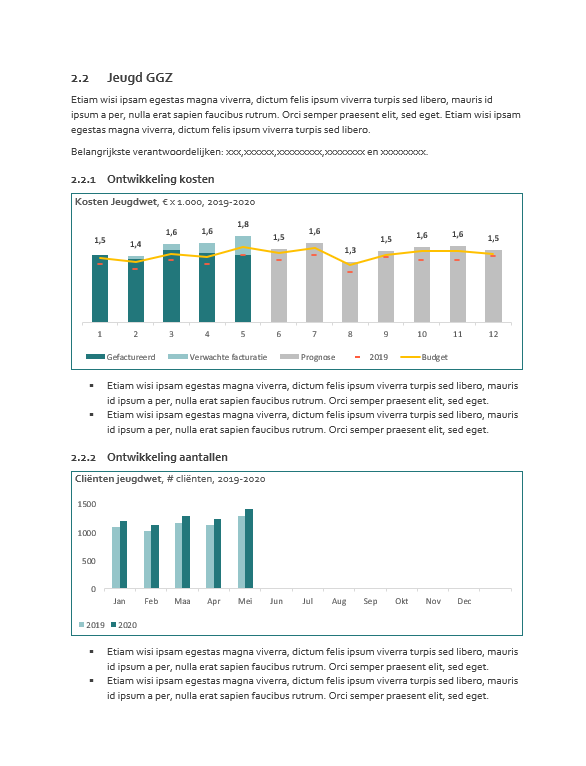 2.2 Jeugd GGZ
Etiam wisi ipsam egestas magna viverra, dictum felis ipsum viverra turpis sed libero, mauris id
ipsum a per, nulla erat sapien faucibus rutrum. Orci semper praesent elit, sed eget. Etiam wisi ipsam
egestas magna viverra, dictum felis ipsum viverra turpis sed libero.
Belangrijkste verantwoordelijken: xxx,xxxxxx,xxxxxxxxx,xxxxxxxx en xxxxxxxxx.
2.2.1 Ontwikkeling kosten
Kosten Jeugdwet, € x 1.000, 2019-2020
1,5 1,4 1,6 1,6 1,8 1,5 1,6 1,3 1,5 1,6 1,6 1,5
1 2 3 4 5 6 7 8 9 10 11 12
Gefactureerd Verwachte facturatie Prognose 2019 Budget
▪ Etiam wisi ipsam egestas magna viverra, dictum felis ipsum viverra turpis sed libero, mauris
id ipsum a per, nulla erat sapien faucibus rutrum. Orci semper praesent elit, sed eget.
▪ Etiam wisi ipsam egestas magna viverra, dictum felis ipsum viverra turpis sed libero, mauris
id ipsum a per, nulla erat sapien faucibus rutrum. Orci semper praesent elit, sed eget.
2.2.2 Ontwikkeling aantallen
Cliënten jeugdwet, # cliënten, 2019-2020
1500
1000
500
0
Jan Feb Maa Apr Mei Jun Jul Aug Sep Okt Nov Dec
2019 2020
▪ Etiam wisi ipsam egestas magna viverra, dictum felis ipsum viverra turpis sed libero, mauris
id ipsum a per, nulla erat sapien faucibus rutrum. Orci semper praesent elit, sed eget.
▪ Etiam wisi ipsam egestas magna viverra, dictum felis ipsum viverra turpis sed libero, mauris
id ipsum a per, nulla erat sapien faucibus rutrum. Orci semper praesent elit, sed eget.